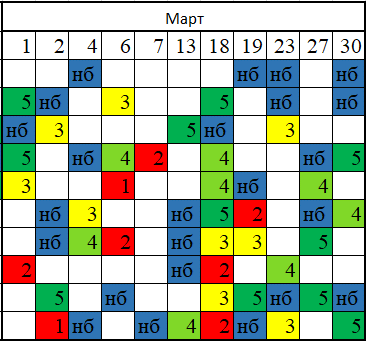 Март
1 2 4 6 7 13 18 19 23 27 30
нб нб нб нб
5 нб 3 5 нб нб
нб 3 5 нб 3
5 нб 4 2 4 нб 5
3 1 4 нб 4
нб 3 нб 5 2 нб 4
нб 4 2 нб 3 3 5
2 нб 2 4
5 нб 3 5 нб 5 нб
1 нб нб 4 2 нб 3 5